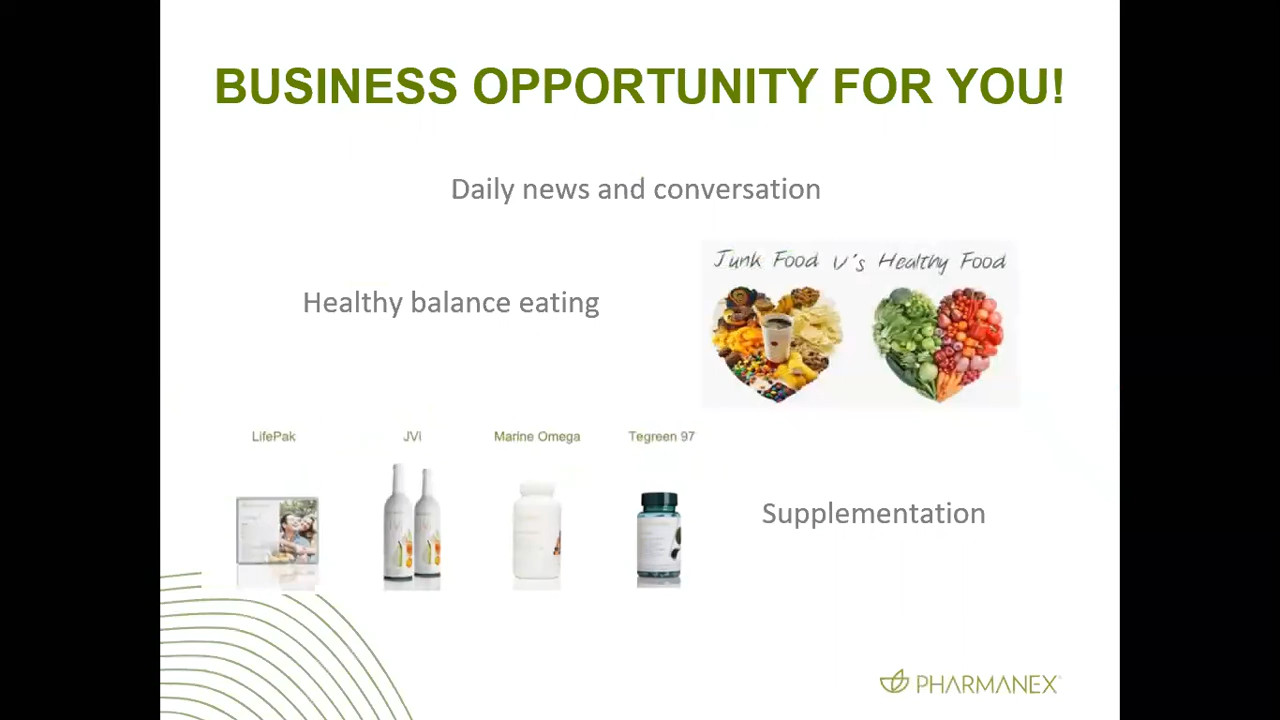 BUSINESS OPPORTUNITY FOR YOU!
Daily news and conversation
Junk Food V's Healthy Food
Healthy balance eating
LifePak
JVi
Marine Omega
Tegreen 97
Supplementation
PHARMANEX